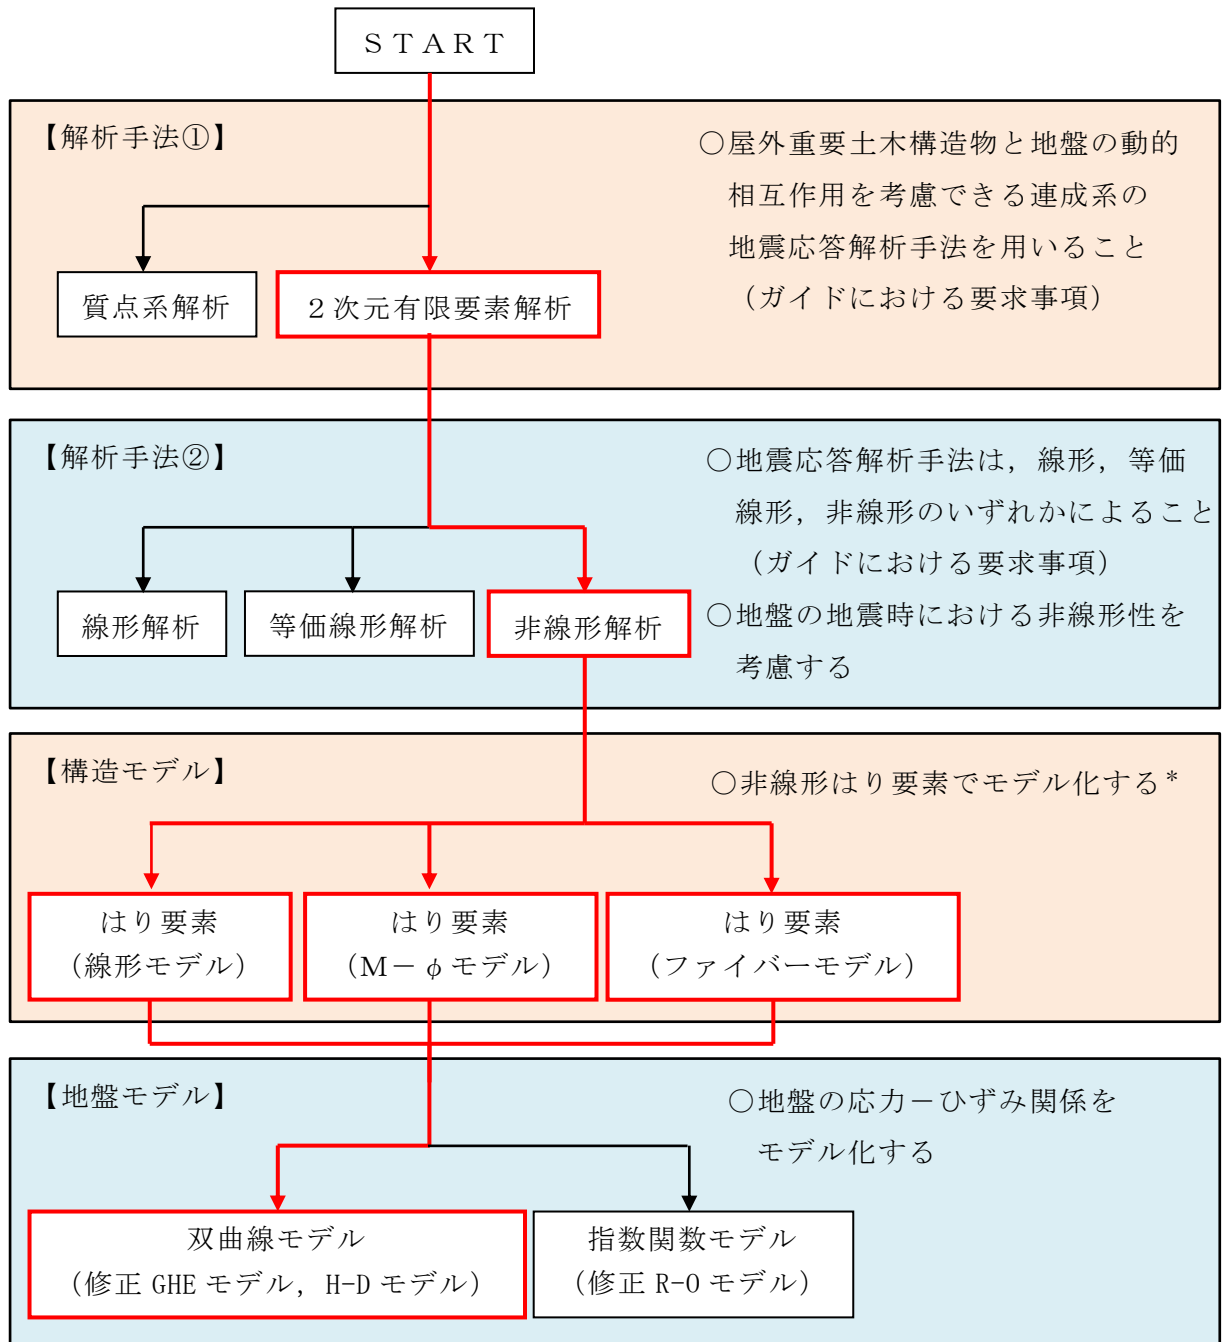 ＳＴＡＲＴ
【解析手法①】
○屋外重要土木構造物と地盤の動的
相互作用を考慮できる連成系の
地震応答解析手法を用いること
（ガイドにおける要求事項）
質点系解析
２次元有限要素解析
【解析手法②】
○地震応答解析手法は，線形，等価
線形，非線形のいずれかによること
（ガイドにおける要求事項）
○地盤の地震時における非線形性を
考慮する
線形解析
等価線形解析
非線形解析
【構造モデル】
○非線形はり要素でモデル化する*
はり要素
（線形モデル）
はり要素
（Ｍ－φモデル）
はり要素
（ファイバーモデル）
【地盤モデル】
○地盤の応力－ひずみ関係を
モデル化する
双曲線モデル
（修正 GHE モデル，H-D モデル）
指数関数モデル
（修正 R-O モデル）